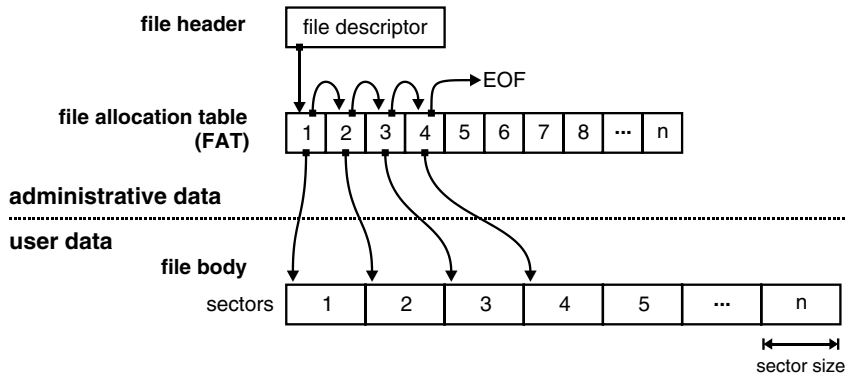 file header
file descriptor
EOF
file allocation table
(FAT)
1 2 3 4 5 6 7 8 ... n
administrative data
user data
file body
sectors
1 2 3 4 5 ... n
sector size